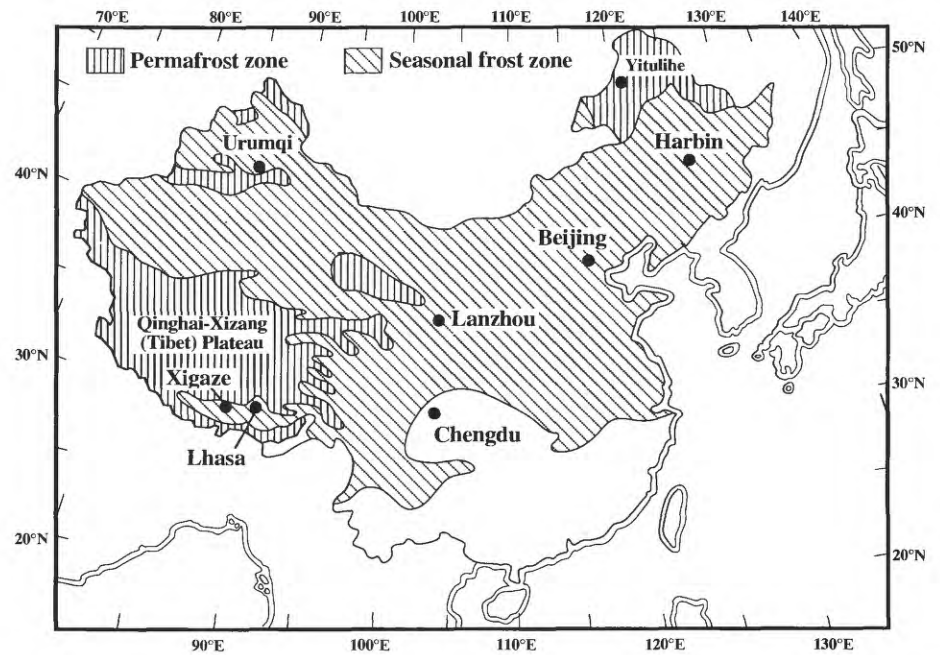 70°E 80°E 90°E 102°E 110°E 120°E 130°E 140°E
Permafrost zone
Seasonal frost zone
50°N
Yitulihe
Urumqi
Harbin
40°N
40°N
Beijing
Lanzhou
Qinghai-Xizang
(Tibet) Plateau
30°N
30°N
Xigaze
Chengdu
Lhasa
20°N
20°N
90°E 100°E 110°E 120°E 130°E